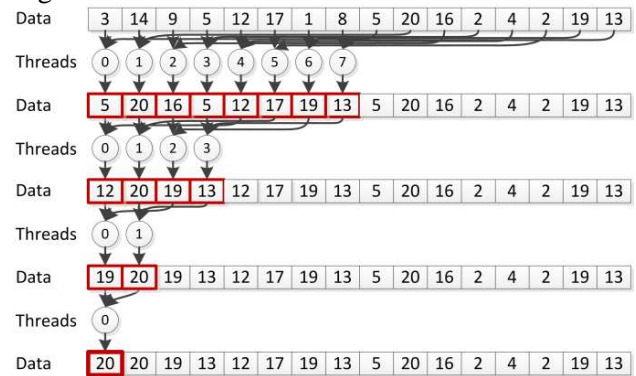 Data 3 14 9 5 12 17 1 8 5 20 16 2 4 2 19 13
Threads 0 1 2 3 4 5 6 7
Data 5 20 16 5 12 17 19 13 5 20 16 2 4 2 19 13
Threads 0 1 2 3
Data 12 20 19 13 12 17 19 13 5 20 16 2 4 2 19 13
Threads 0 1
Data 19 20 19 13 12 17 19 13 5 20 16 2 4 2 19 13
Threads 0
Data 20 20 19 13 12 17 19 13 5 20 16 2 4 2 19 13